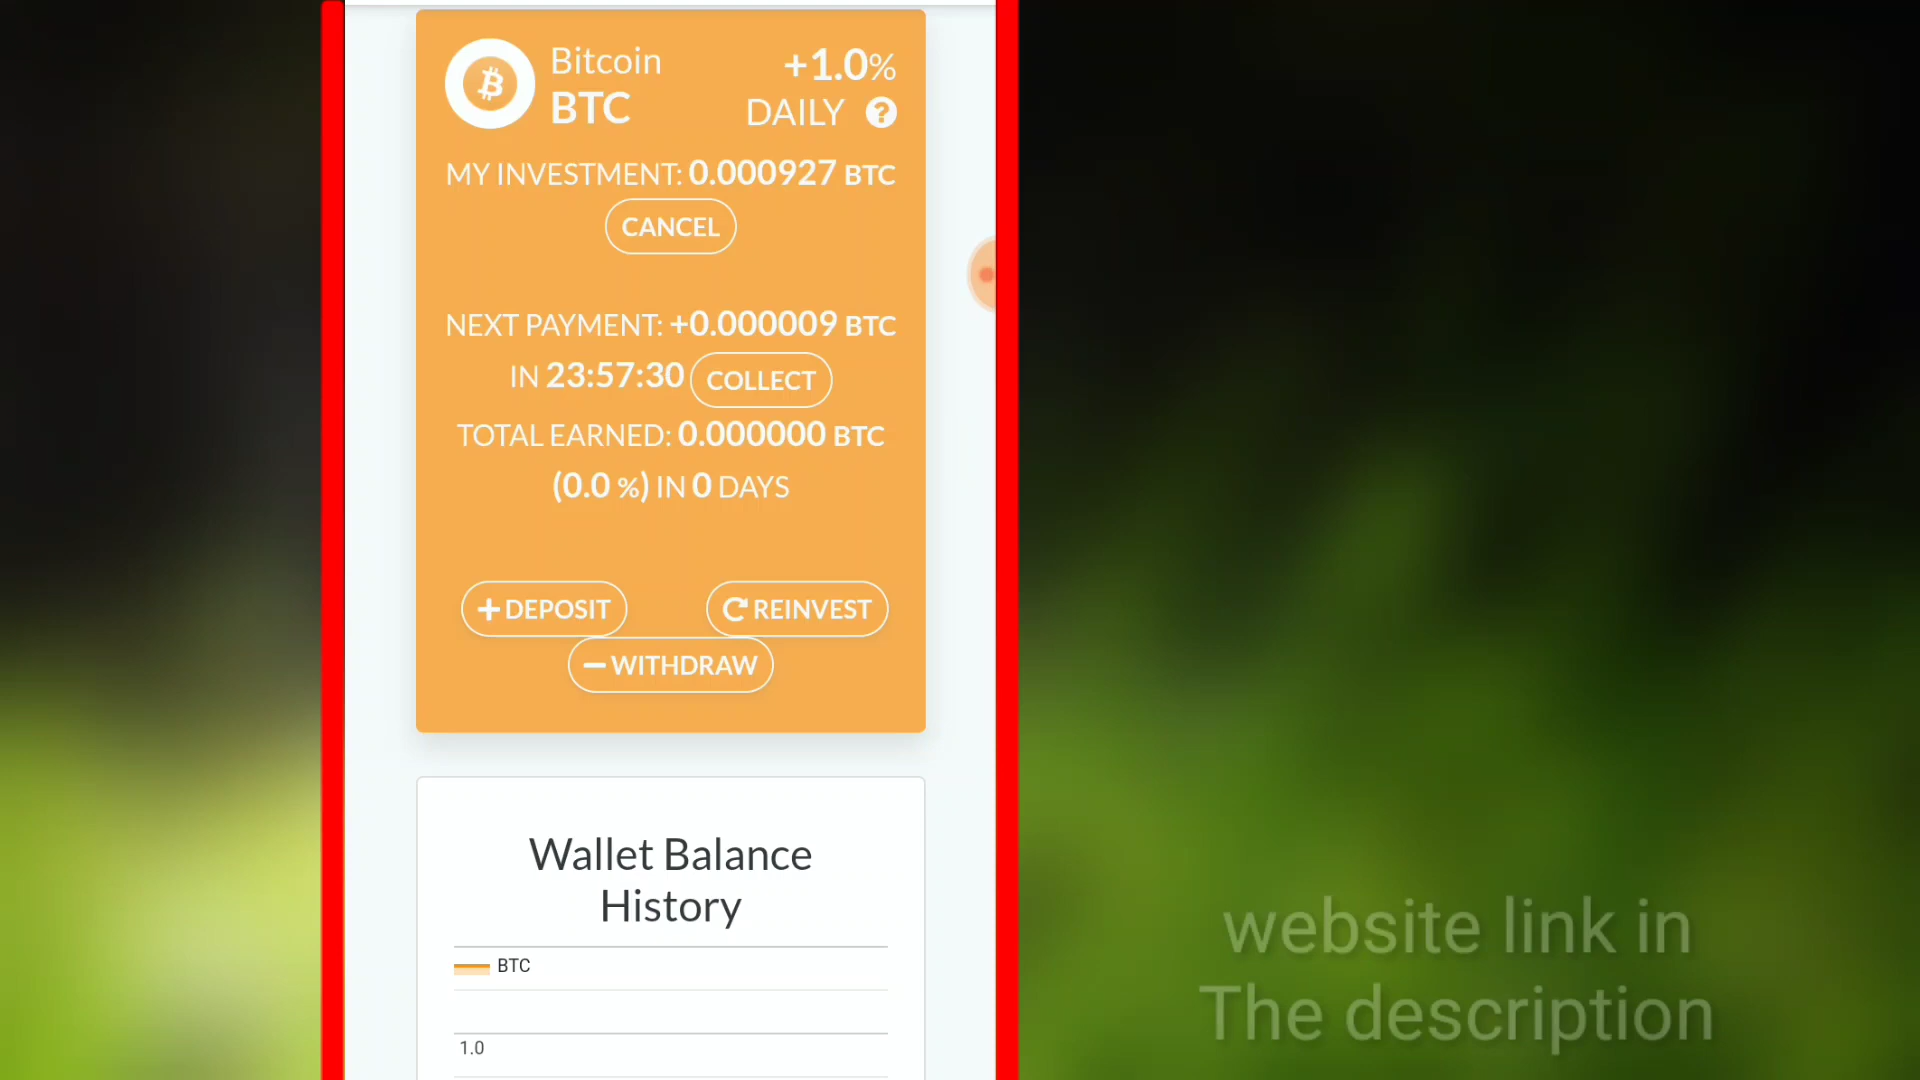 Bitcoin
BTC
+1.0%
DAILY ?
MY INVESTMENT: 0.000927 BTC
CANCEL
NEXT PAYMENT: +0.000009 BTC
IN 23:57:30 COLLECT
TOTAL EARNED: 0.000000 BTC
(0.0 %) IN 0 DAYS
+ DEPOSIT
REINVEST
− WITHDRAW
Wallet Balance
History
BTC
1.0
website link in
The description